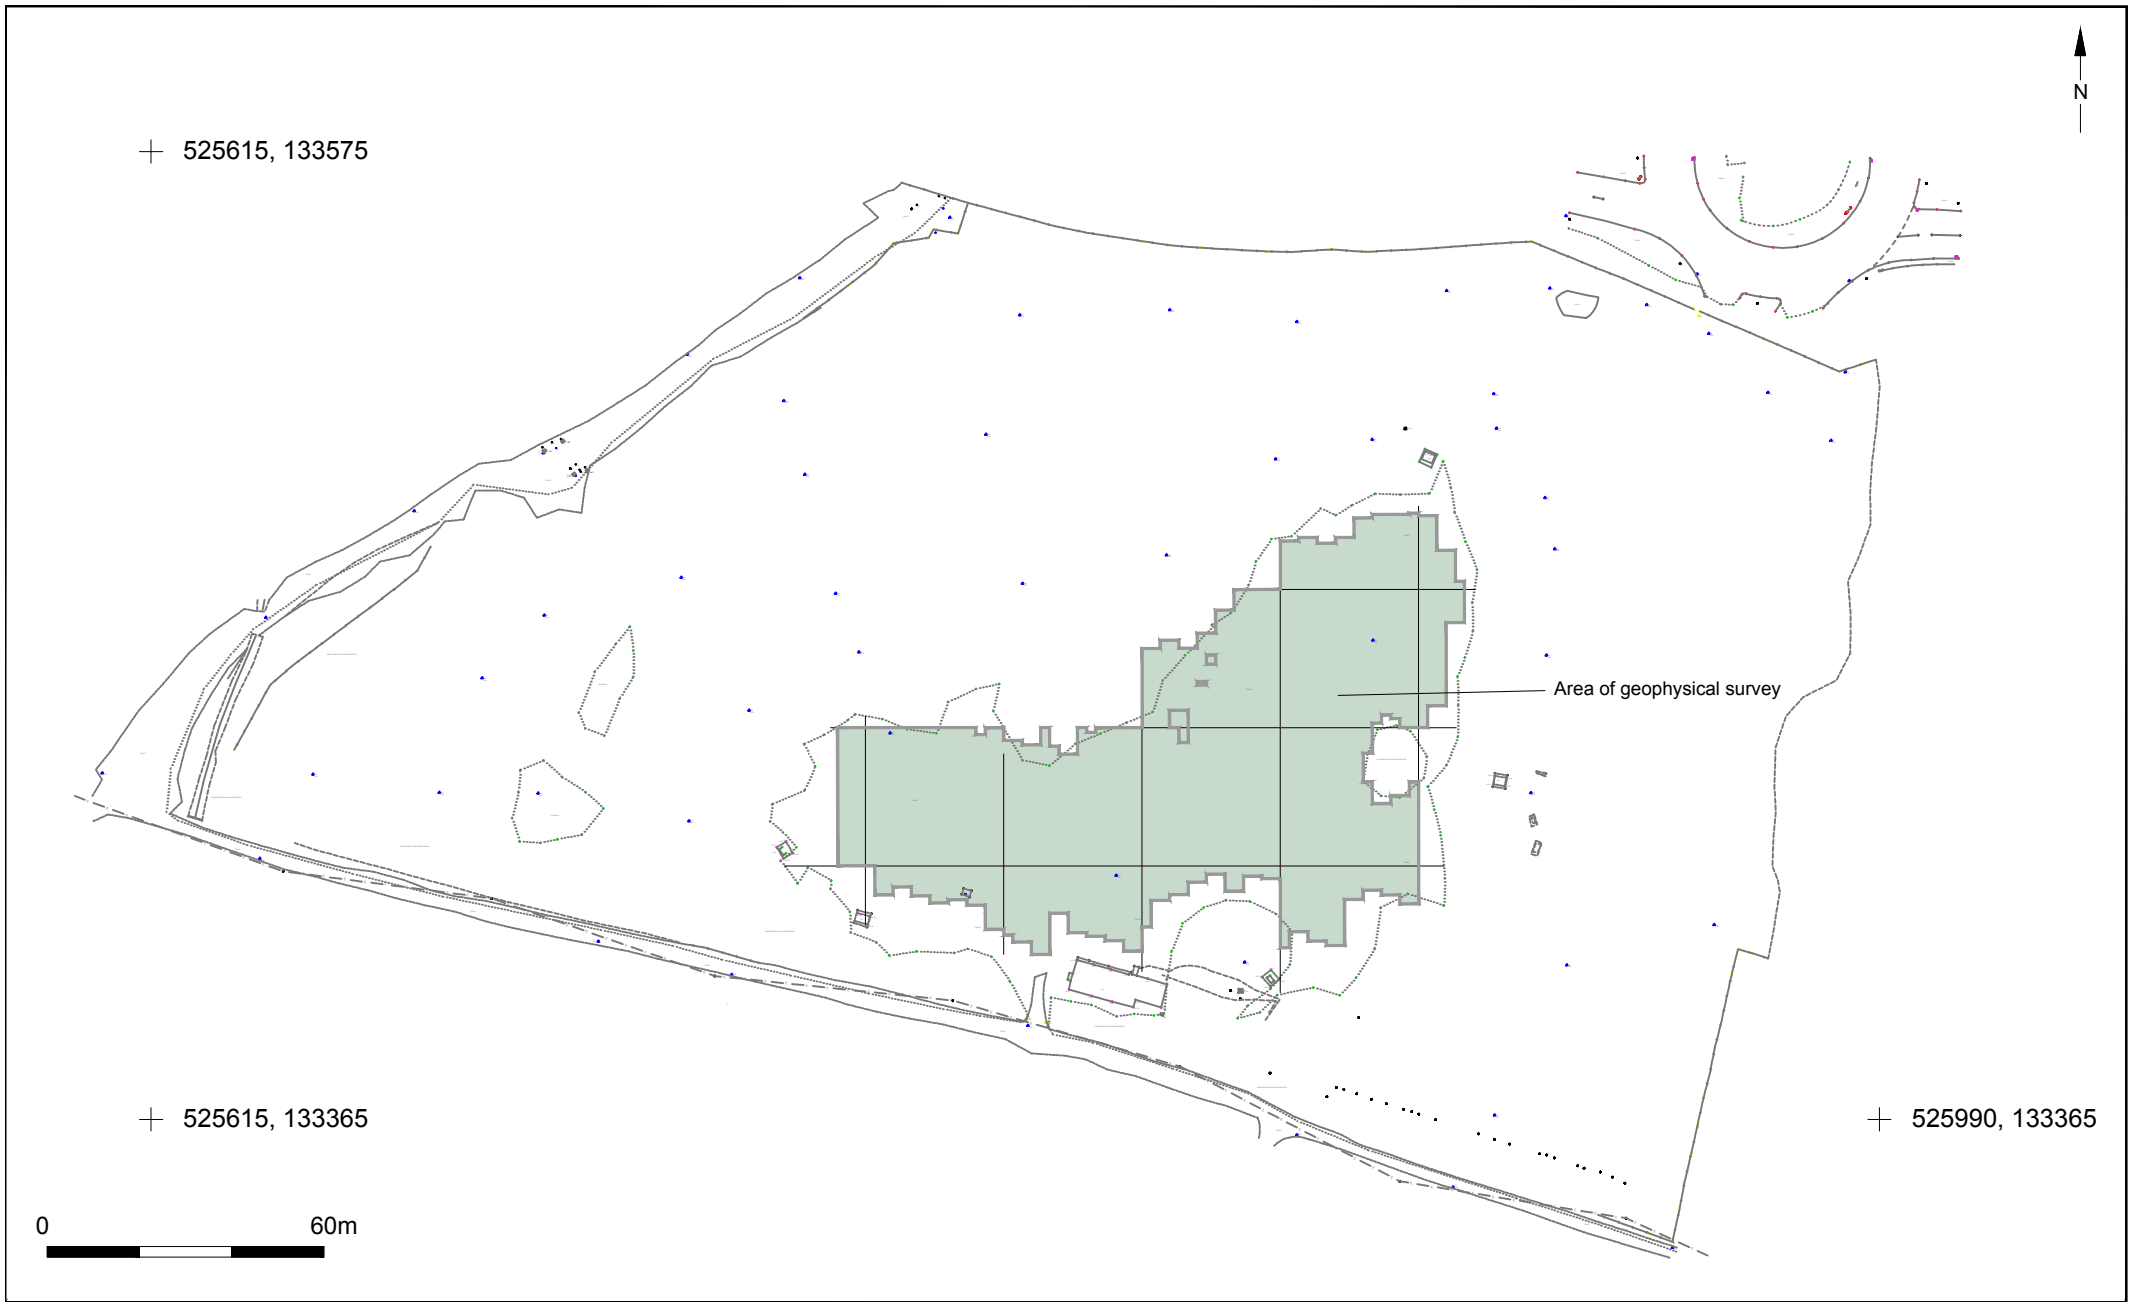 N
525615, 133575
Area of geophysical survey
525615, 133365
525990, 133365
0 60m